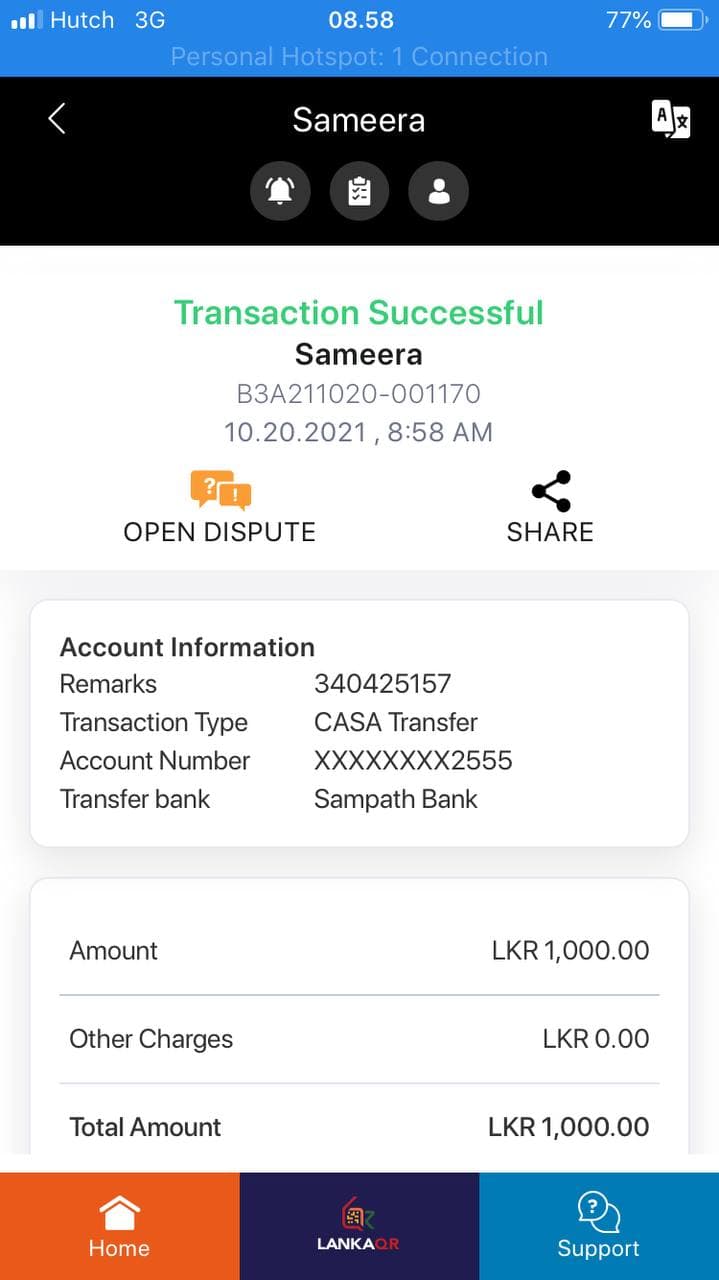 Hutch 3G 08.58 77%
Personal Hotspot: 1 Connection
Sameera
A
Transaction Successful
Sameera
B3A211020-001170
10.20.2021 , 8:58 AM
? !
OPEN DISPUTE SHARE
Account Information
Remarks 340425157
Transaction Type CASA Transfer
Account Number XXXXXXXX2555
Transfer bank Sampath Bank
Amount LKR 1,000.00
Other Charges LKR 0.00
Total Amount LKR 1,000.00
?
Home LANKAQR Support